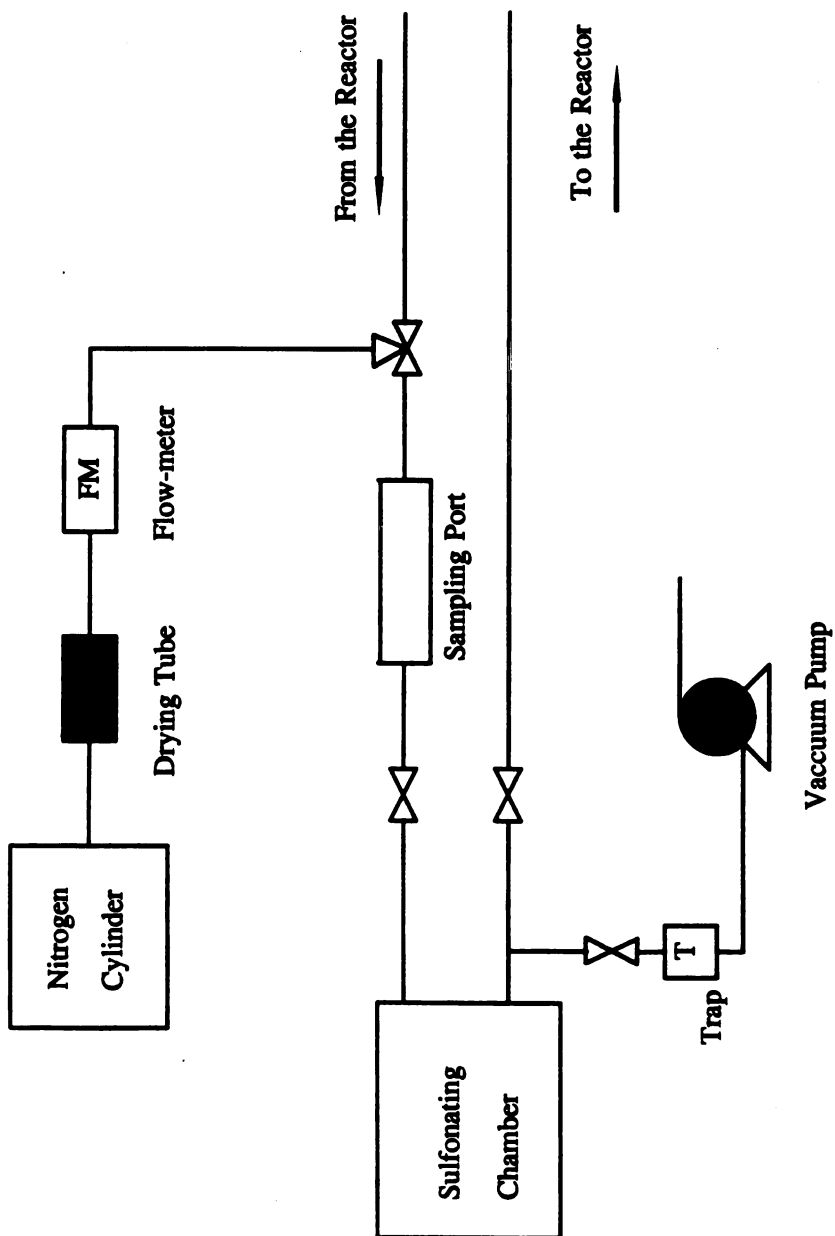 Nitrogen
Cylinder
Drying Tube
FM
Flow-meter
From the Reactor
Sampling Port
To the Reactor
Sulfonating
Chamber
T
Trap
Vaccuum Pump